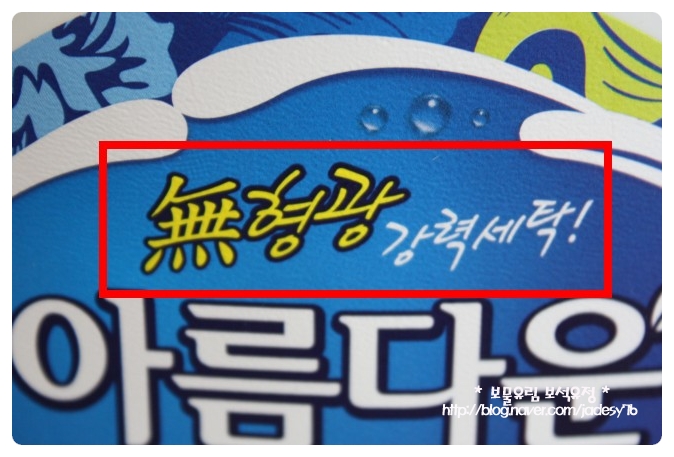 無형광 강력세탁!
아름다운
* 보물유림 보석유정 *
http://blog.naver.com/jadesy76